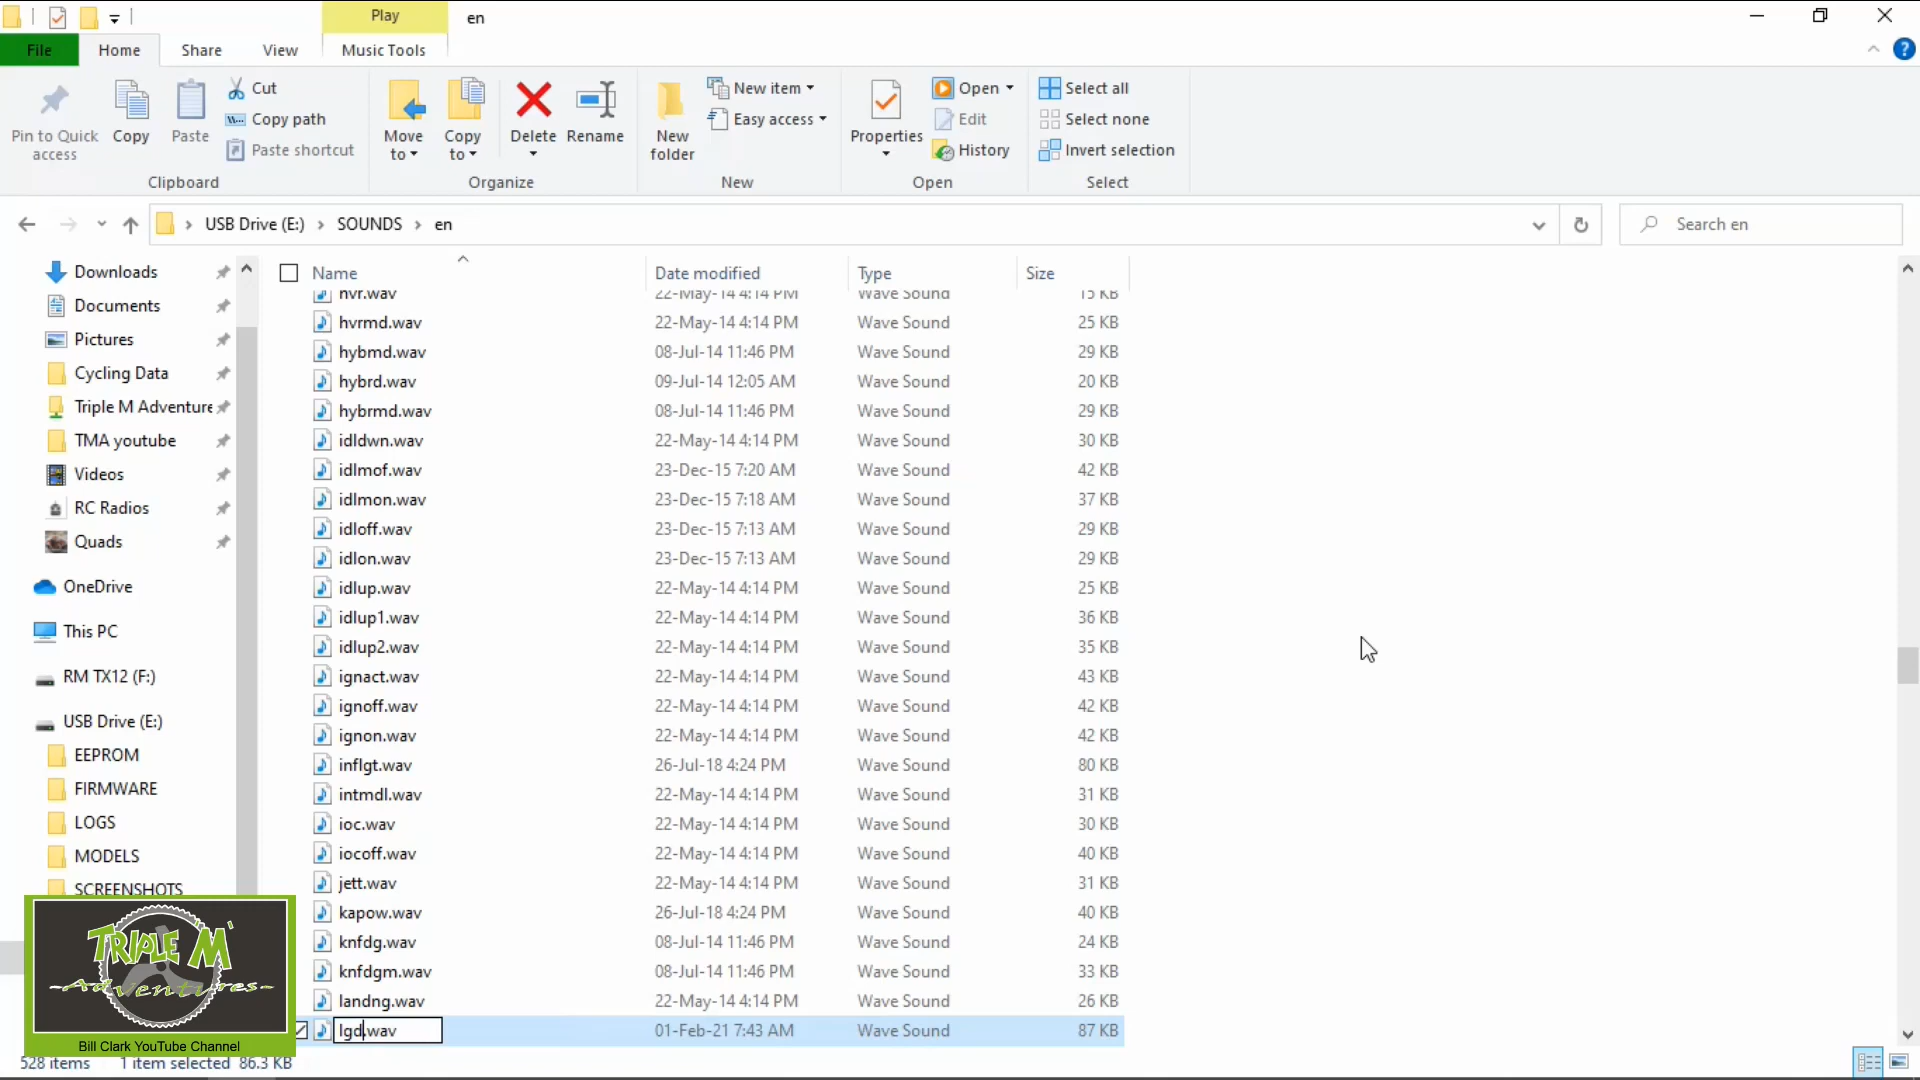 Play
en
File
Home
Share
View
Music Tools
?
Pin to Quick access
Copy
Paste
Cut
Copy path
Paste shortcut
Clipboard
Move to
Copy to
Delete
Rename
Organize
New folder
New item
Easy access
New
Properties
Open
Edit
History
Open
Select all
Select none
Invert selection
Select
USB Drive (E:) SOUNDS en
Search en
Downloads
Documents
Pictures
Cycling Data
Triple M Adventure
TMA youtube
Videos
RC Radios
Quads
OneDrive
This PC
RM TX12 (F:)
USB Drive (E:)
EEPROM
FIRMWARE
LOGS
MODELS
SCREENSHOTS
Name Date modified Type Size
hvr.wav 22-May-14 4:14 PM Wave Sound 15 KB
hvrmd.wav 22-May-14 4:14 PM Wave Sound 25 KB
hybmd.wav 08-Jul-14 11:46 PM Wave Sound 29 KB
hybrd.wav 09-Jul-14 12:05 AM Wave Sound 20 KB
hybrmd.wav 08-Jul-14 11:46 PM Wave Sound 29 KB
idldwn.wav 22-May-14 4:14 PM Wave Sound 30 KB
idlmof.wav 23-Dec-15 7:20 AM Wave Sound 42 KB
idlmon.wav 23-Dec-15 7:18 AM Wave Sound 37 KB
idloff.wav 23-Dec-15 7:13 AM Wave Sound 29 KB
idlon.wav 23-Dec-15 7:13 AM Wave Sound 29 KB
idlup.wav 22-May-14 4:14 PM Wave Sound 25 KB
idlup1.wav 22-May-14 4:14 PM Wave Sound 36 KB
idlup2.wav 22-May-14 4:14 PM Wave Sound 35 KB
ignact.wav 22-May-14 4:14 PM Wave Sound 43 KB
ignoff.wav 22-May-14 4:14 PM Wave Sound 42 KB
ignon.wav 22-May-14 4:14 PM Wave Sound 42 KB
inflgt.wav 26-Jul-18 4:24 PM Wave Sound 80 KB
intmdl.wav 22-May-14 4:14 PM Wave Sound 31 KB
ioc.wav 22-May-14 4:14 PM Wave Sound 30 KB
iocoff.wav 22-May-14 4:14 PM Wave Sound 40 KB
jett.wav 22-May-14 4:14 PM Wave Sound 31 KB
kapow.wav 26-Jul-18 4:24 PM Wave Sound 40 KB
knfdg.wav 08-Jul-14 11:46 PM Wave Sound 24 KB
knfdgm.wav 08-Jul-14 11:46 PM Wave Sound 33 KB
landng.wav 22-May-14 4:14 PM Wave Sound 26 KB
lgd.wav 01-Feb-21 7:43 AM Wave Sound 87 KB
TRIPLE M
-Adventures-
Bill Clark YouTube Channel
528 items 1 item selected 86.3 KB